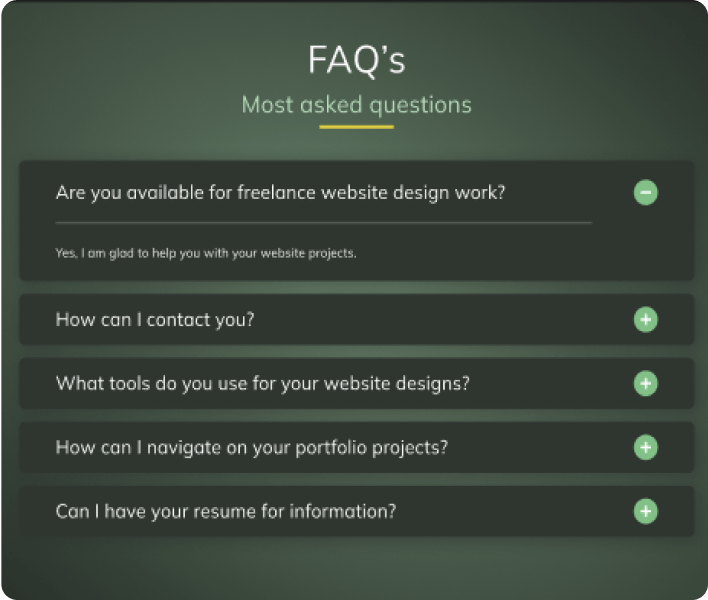 FAQ’s
Most asked questions
Are you available for freelance website design work?
Yes, I am glad to help you with your website projects.
How can I contact you?
What tools do you use for your website designs?
How can I navigate on your portfolio projects?
Can I have your resume for information?